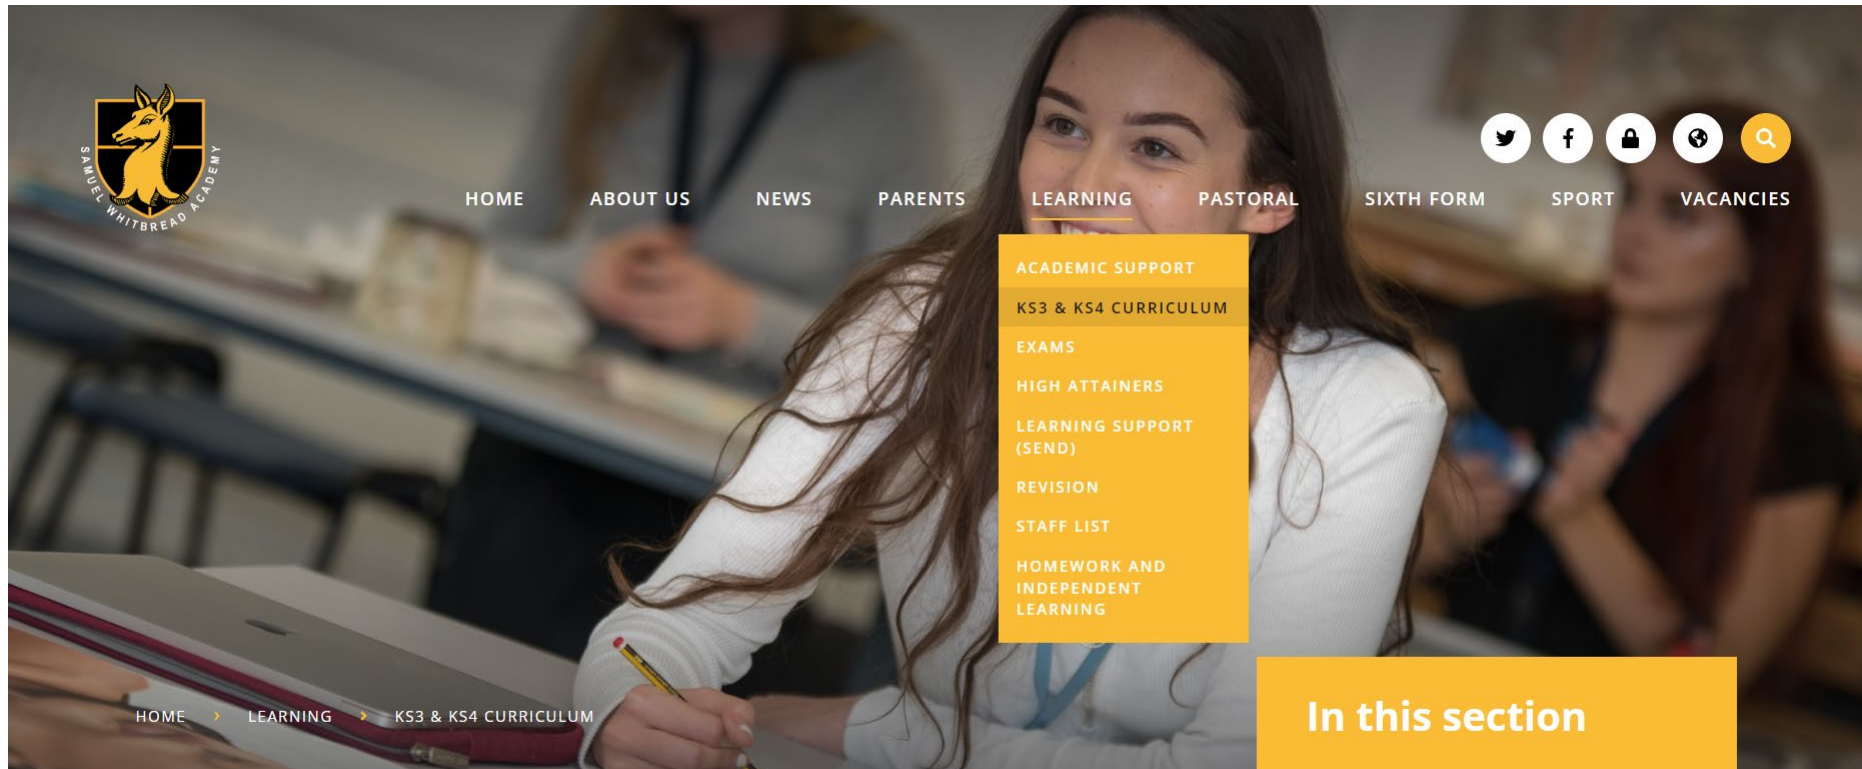 SAMUEL WHITBREAD ACADEMY
HOME
ABOUT US
NEWS
PARENTS
LEARNING
PASTORAL
SIXTH FORM
SPORT
VACANCIES
ACADEMIC SUPPORT
KS3 & KS4 CURRICULUM
EXAMS
HIGH ATTAINERS
LEARNING SUPPORT
(SEND)
REVISION
STAFF LIST
HOMEWORK AND
INDEPENDENT
LEARNING
HOME › LEARNING › KS3 & KS4 CURRICULUM
In this section